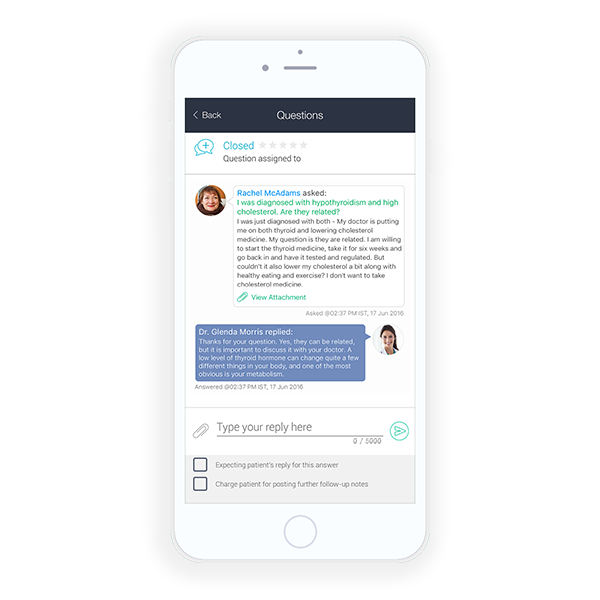 Back
Questions
Closed
Question assigned to
Rachel McAdams asked:
I was diagnosed with hypothyroidism and high
cholesterol. Are they related?
I was just diagnosed with both - My doctor is putting
me on both thyroid and lowering cholesterol
medicine. My question is they are related. I am willing
to start the thyroid medicine, take it for six weeks and
go back in and have it tested and regulated. But
couldn't it also lower my cholesterol a bit along with
healthy eating and exercise? I don't want to take
cholesterol medicine.
View Attachment
Asked @02:37 PM IST, 17 Jun 2016
Dr. Glenda Morris replied:
Thanks for your question. Yes, they can be related,
but it is important to discuss it with your doctor. A
low level of thyroid hormone can change quite a few
different things in your body, and one of the most
obvious is your metabolism.
Answered @02:37 PM IST, 17 Jun 2016
Type your reply here
0 / 5000
Expecting patient's reply for this answer
Charge patient for posting further follow-up notes